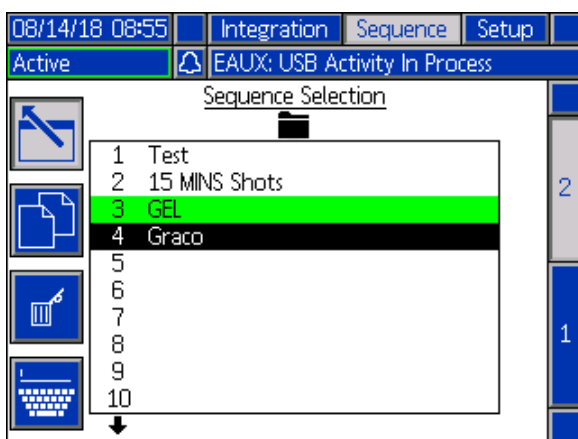 08/14/18 08:55 Integration Sequence Setup
Active EAUX: USB Activity In Process
Sequence Selection
1 Test
2 15 MINS Shots
3 GEL
4 Graco
5
6
7
8
9
10
2
1